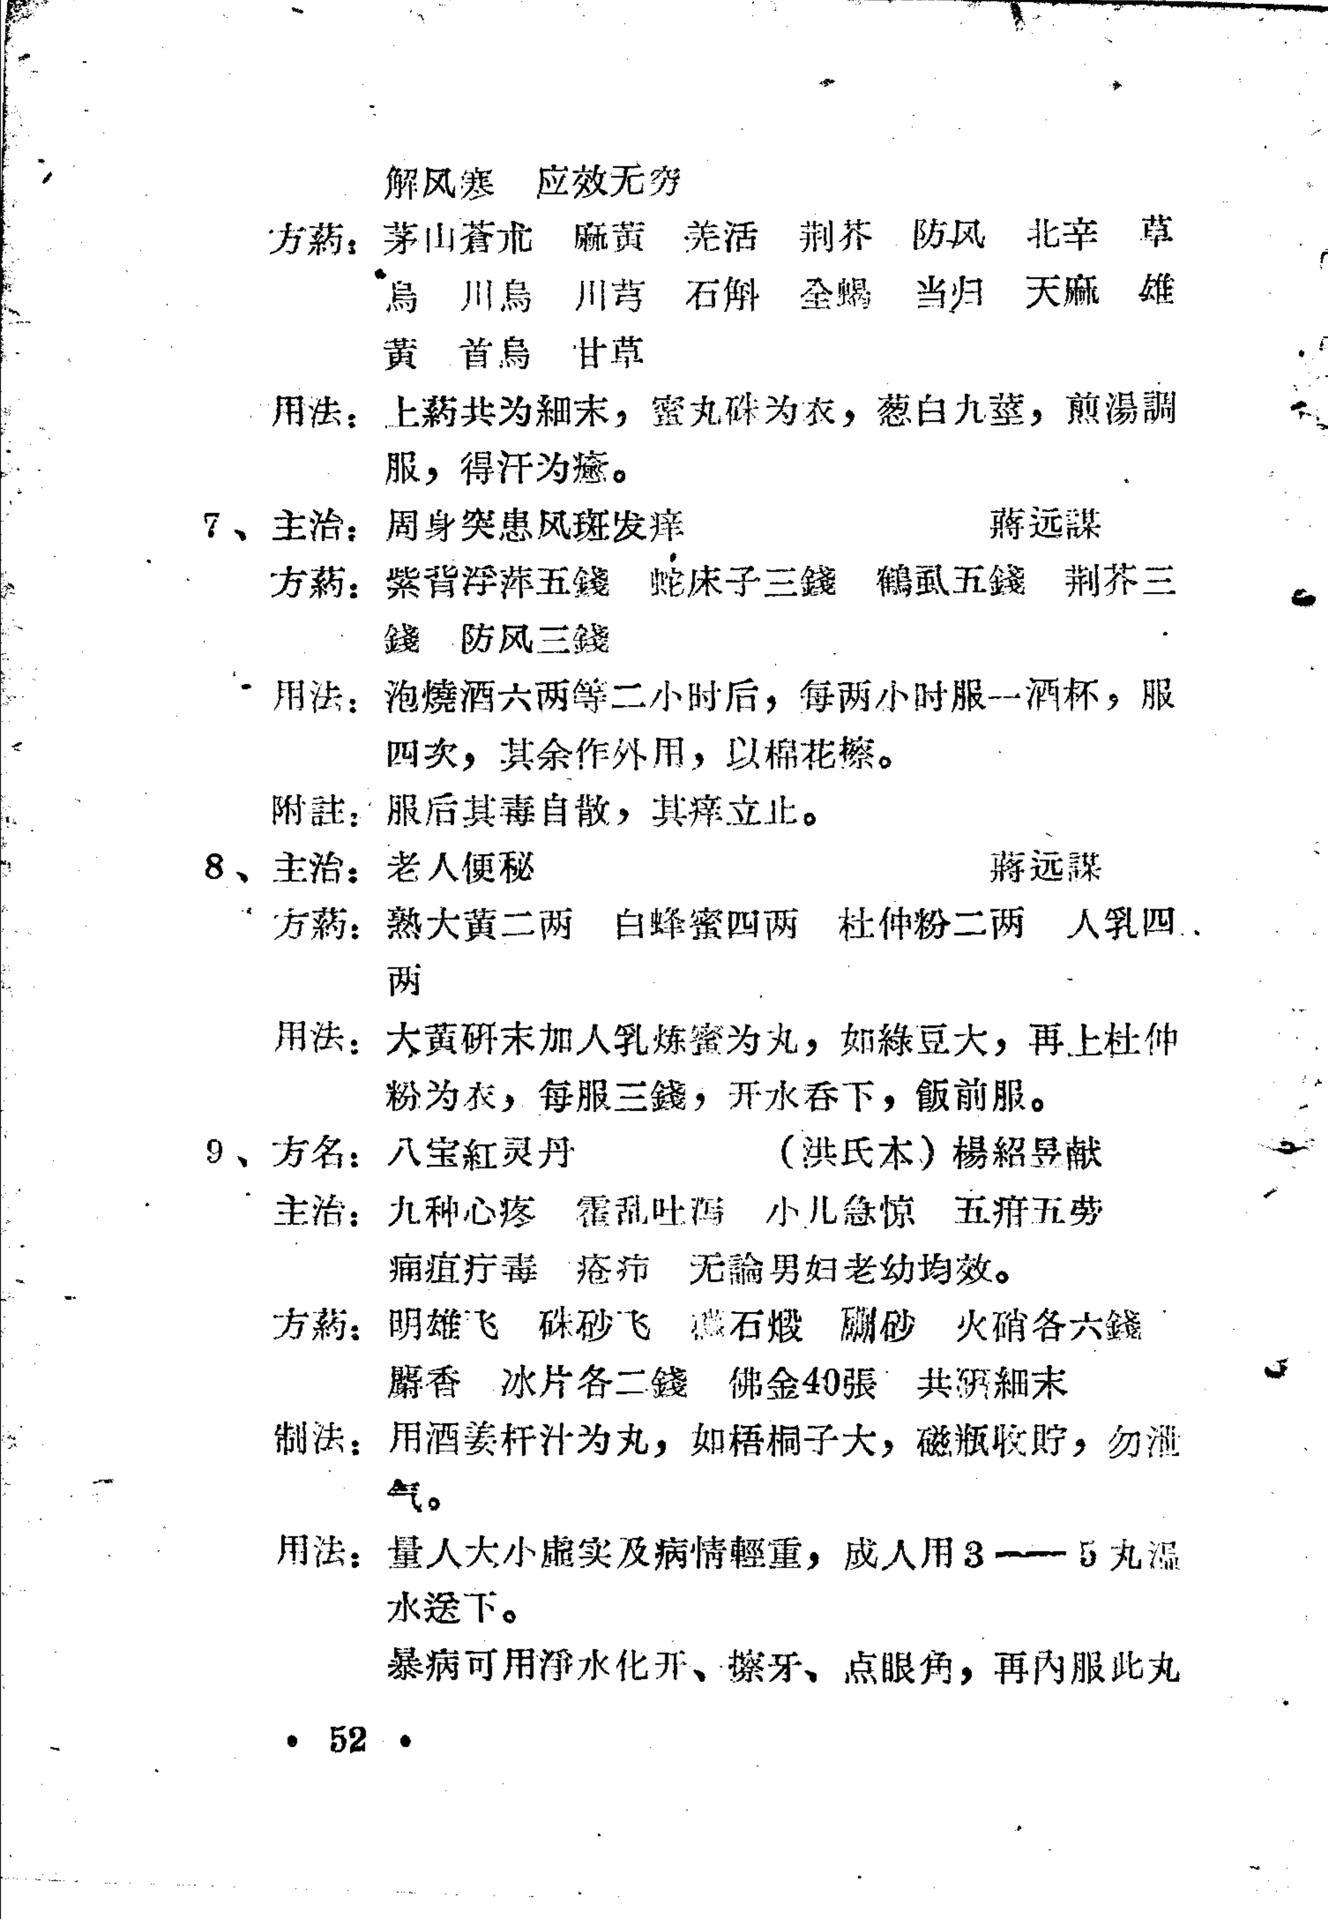 解风寒　应效无穷
方葯：茅山蒼朮　麻黄　羌活　荆芥　防风　北辛　草
烏　川烏　川芎　石斛　全蝎　当归　天麻　雄
黄　首烏　甘草
用法：上葯共为細末，蜜丸硃为衣，葱白九莖，煎湯調
服，得汗为癒。
7、主治：周身突患风斑发痒　蔣远謀
方葯：紫背浮萍五錢　蛇床子三錢　鶴虱五錢　荆芥三
錢　防风三錢
用法：泡燒酒六两等二小时后，每两小时服一酒杯，服
四次，其余作外用，以棉花擦。
附註：服后其毒自散，其痒立止。
8、主治：老人便秘　蔣远謀
方葯：熟大黄二两　白蜂蜜四两　杜仲粉二两　人乳四
两
用法：大黄研末加人乳炼蜜为丸，如綠豆大，再上杜仲
粉为衣，每服三錢，开水吞下，飯前服。
9、方名：八宝紅灵丹　（洪氏本）楊紹昱献
主治：九种心疼　霍乱吐泻　小儿急惊　五疳五劳
痈疽疔毒　疮疖　无論男妇老幼均效。
方葯：明雄飞　硃砂飞　礞石煅　硼砂　火硝各六錢
麝香　冰片各二錢　佛金40張　共研細末
制法：用酒姜杆汁为丸，如梧桐子大，磁瓶收貯，勿泄
气。
用法：量人大小虛实及病情輕重，成人用3——5丸温
水送下。
暴病可用凈水化开、擦牙、点眼角，再內服此丸
• 52 •